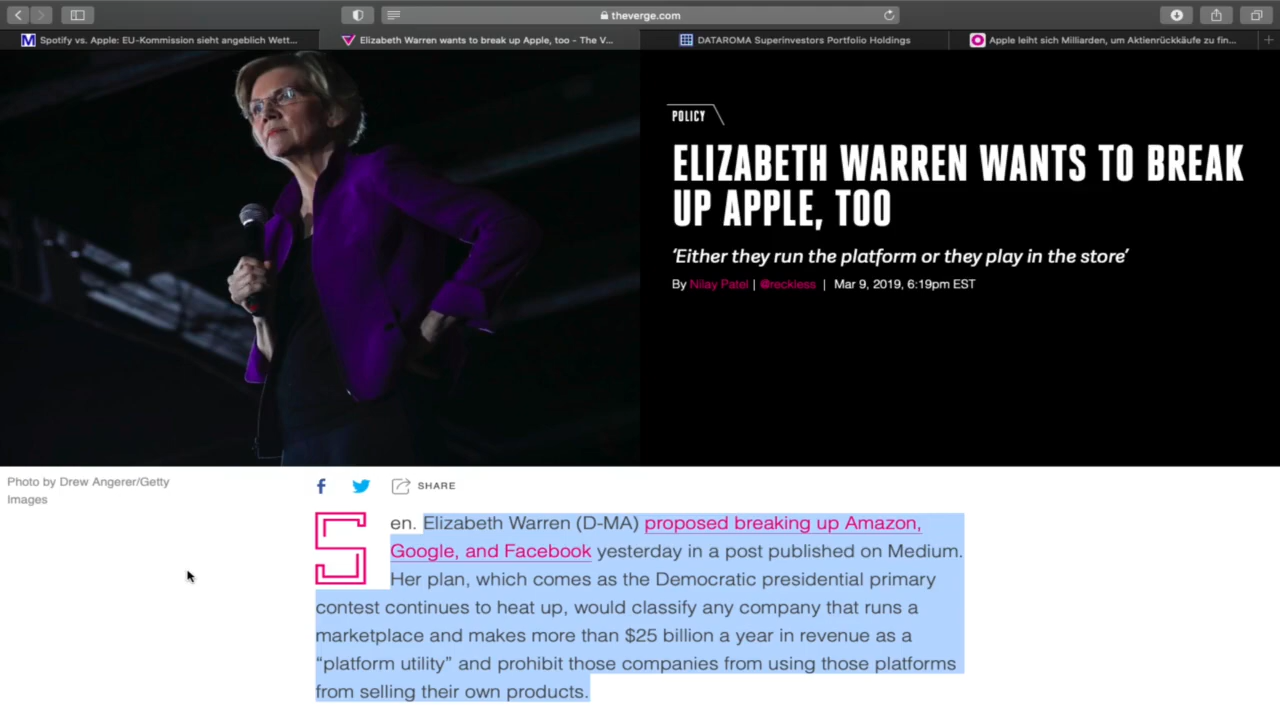 theverge.com
Spotify vs. Apple: EU-Kommission sieht angeblich Wett...
Elizabeth Warren wants to break up Apple, too - The V...
DATAROMA Superinvestors Portfolio Holdings
Apple leiht sich Milliarden, um Aktienrückkäufe zu fin...
POLICY
ELIZABETH WARREN WANTS TO BREAK
UP APPLE, TOO
‘Either they run the platform or they play in the store’
By Nilay Patel | @reckless | Mar 9, 2019, 6:19pm EST
Photo by Drew Angerer/Getty
Images
SHARE
Sen. Elizabeth Warren (D-MA) proposed breaking up Amazon,
Google, and Facebook yesterday in a post published on Medium.
Her plan, which comes as the Democratic presidential primary
contest continues to heat up, would classify any company that runs a
marketplace and makes more than $25 billion a year in revenue as a
“platform utility” and prohibit those companies from using those platforms
from selling their own products.